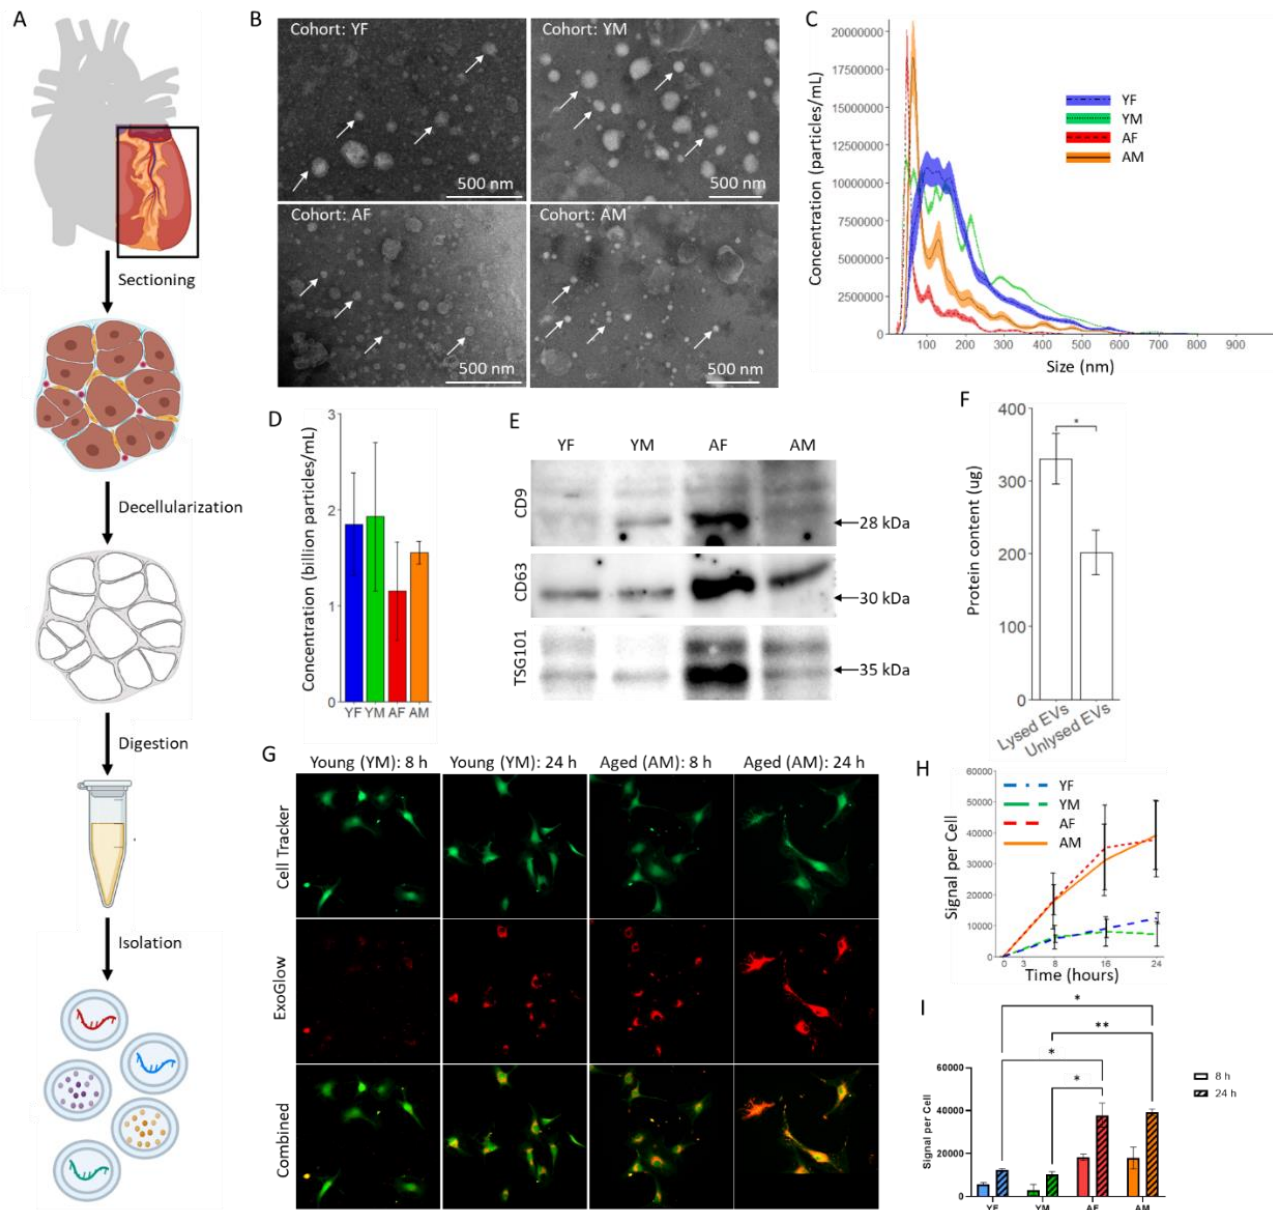 A
Sectioning
Decellularization
Digestion
Isolation
B
Cohort: YF
500 nm
Cohort: YM
500 nm
Cohort: AF
500 nm
Cohort: AM
500 nm
C
Concentration (particles/mL)
20000000
17500000
15000000
12500000
10000000
7500000
5000000
2500000
0
YF
YM
AF
AM
100 200 300 400 500 600 700 800 900
Size (nm)
D
Concentration (billion particles/mL)
3
2
1
0
YF YM AF AM
E
YF YM AF AM
CD9
28 kDa
CD63
30 kDa
TSG101
35 kDa
F
Protein content (ug)
400
300
200
100
0
*
Lysed EVs
Unlysed EVs
G
Young (YM): 8 h
Young (YM): 24 h
Aged (AM): 8 h
Aged (AM): 24 h
Cell Tracker
ExoGlow
Combined
H
Signal per Cell
60000
50000
40000
30000
20000
10000
0
YF
YM
AF
AM
0 3 8 16 24
Time (hours)
I
*
**
*
*
Signal per Cell
60000
40000
20000
0
8 h
24 h
YF YM AF AM